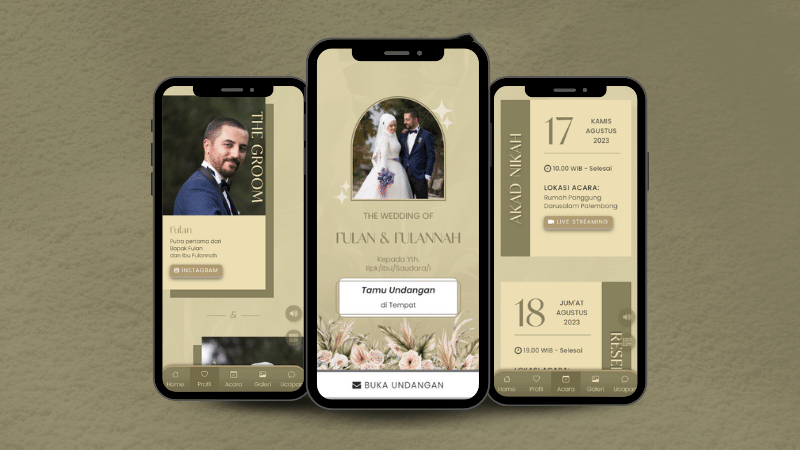 THE GROOM
Fulan
Putra pertama dari
Bapak Fulan
dan Ibu Fulannah
INSTAGRAM
&
Home Profil Acara Galeri Ucapan
THE WEDDING OF
FULAN & FULANNAH
Kepada Yth.
Bpk/Ibu/Saudara/i
Tamu Undangan
di Tempat
BUKA UNDANGAN
AKAD NIKAH
17
KAMIS
AGUSTUS
2023
10.00 WIB - Selesai
LOKASI ACARA:
Rumah Panggung
Darusalam Palembang
LIVE STREAMING
18
JUM'AT
AGUSTUS
2023
19.00 WIB - Selesai
RESE
Home Profil Acara Galeri Ucapan